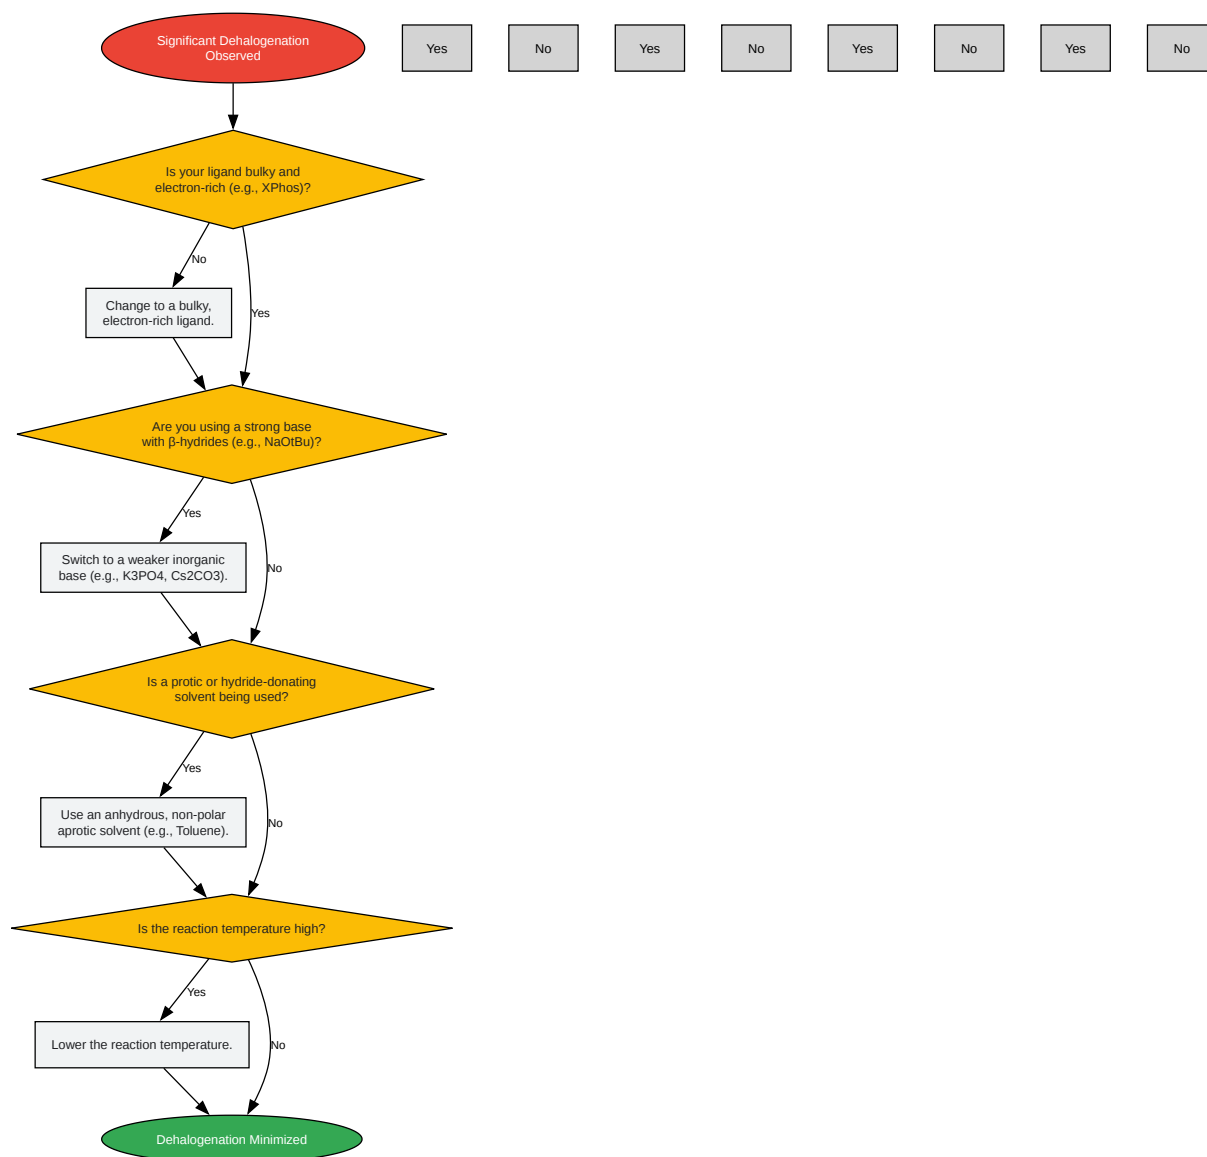 Significant Dehalogenation
Observed
Yes
No
Yes
No
Yes
No
Yes
No
Is your ligand bulky and
electron-rich (e.g., XPhos)?
No
Change to a bulky,
electron-rich ligand.
Yes
Are you using a strong base
with β-hydrides (e.g., NaOtBu)?
Yes
Switch to a weaker inorganic
base (e.g., K3PO4, Cs2CO3).
No
Is a protic or hydride-donating
solvent being used?
Yes
Use an anhydrous, non-polar
aprotic solvent (e.g., Toluene).
No
Is the reaction temperature high?
Yes
Lower the reaction temperature.
No
Dehalogenation Minimized